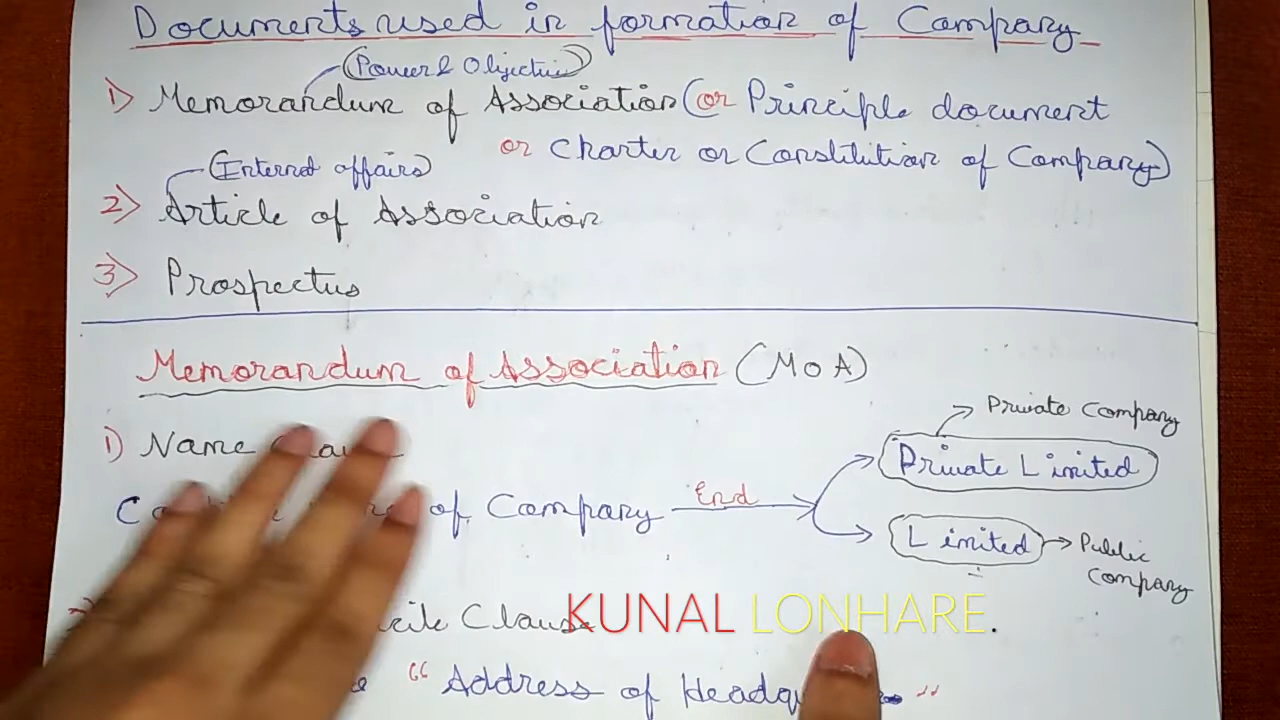 Documents used in formation of Company
(Power & Objective)
1) Memorandum of Association (or Principle document
or Charter or Constitution of Company)
(Internal affairs)
2) Article of Association
3) Prospectus
Memorandum of Association (MOA)
Private Company
1) Name
Private Limited
of Company End
Limited Public
Company
Clause
KUNAL LONHARE.
"Address of "